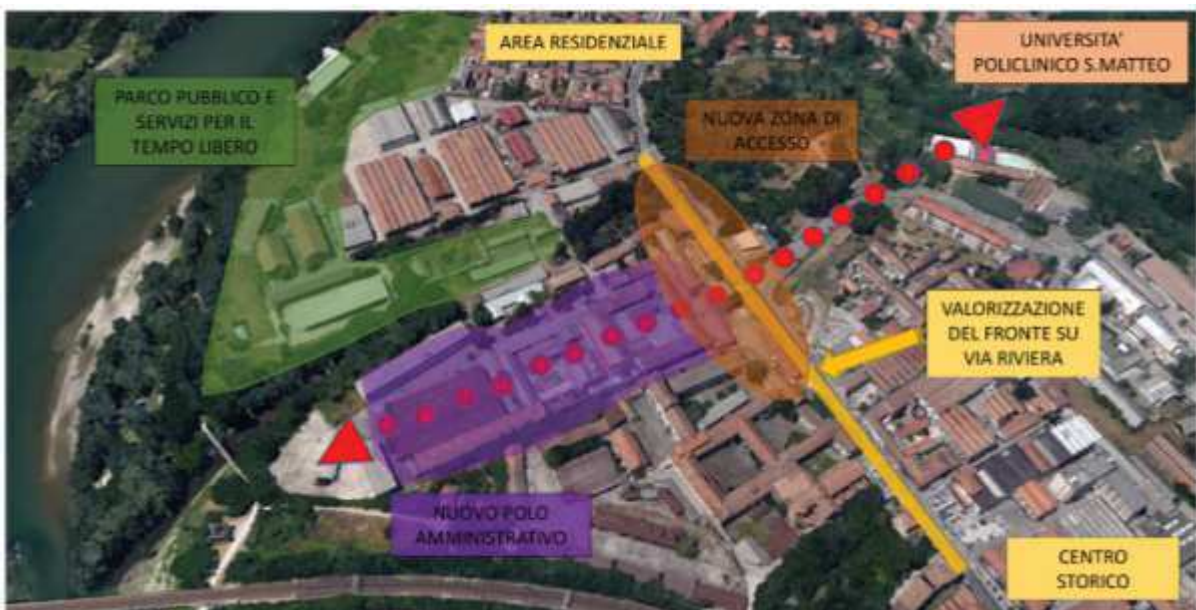 AREA RESIDENZIALE
UNIVERSITA'
POLICLINICO S.MATTEO
PARCO PUBBLICO E
SERVIZI PER IL
TEMPO LIBERO
NUOVA ZONA DI
ACCESSO
VALORIZZAZIONE
DEL FRONTE SU
VIA RIVIERA
NUOVO POLO
AMMINISTRATIVO
CENTRO
STORICO